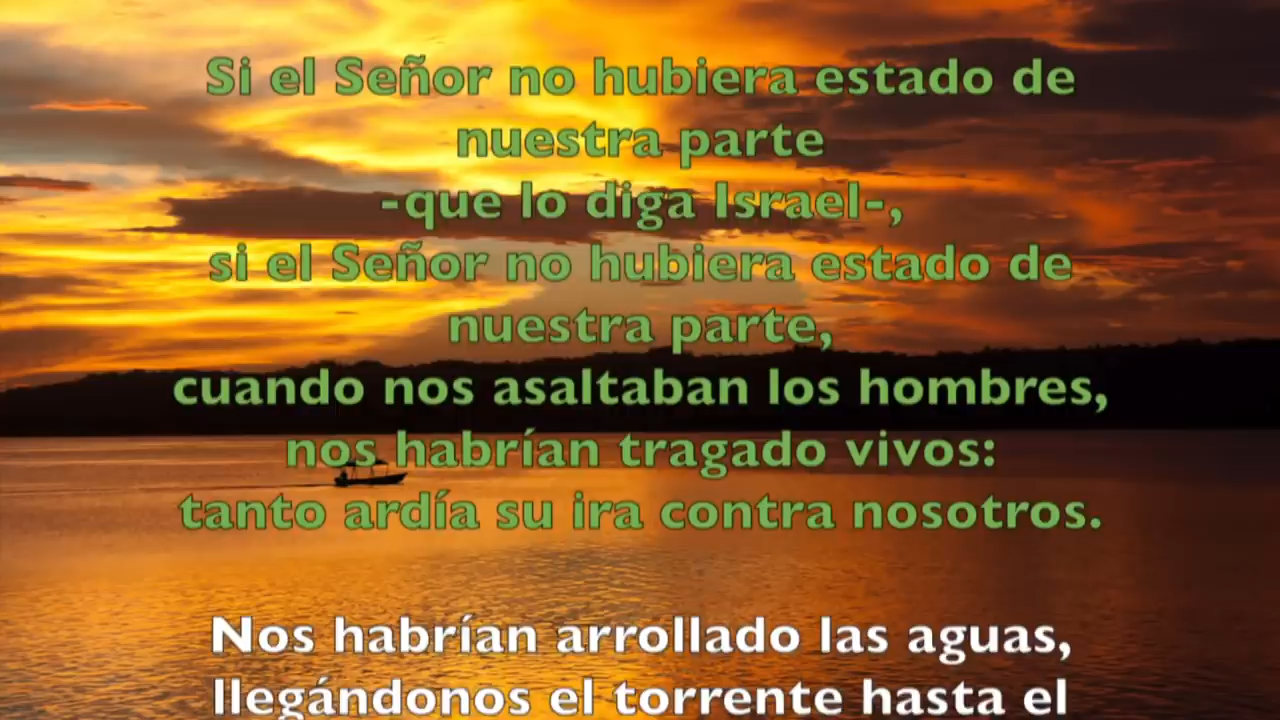 Si el Señor no hubiera estado de
nuestra parte
-que lo diga Israel-,
si el Señor no hubiera estado de
nuestra parte,
cuando nos asaltaban los hombres,
nos habrían tragado vivos:
tanto ardía su ira contra nosotros.
Nos habrían arrollado las aguas,
llegándonos el torrente hasta el